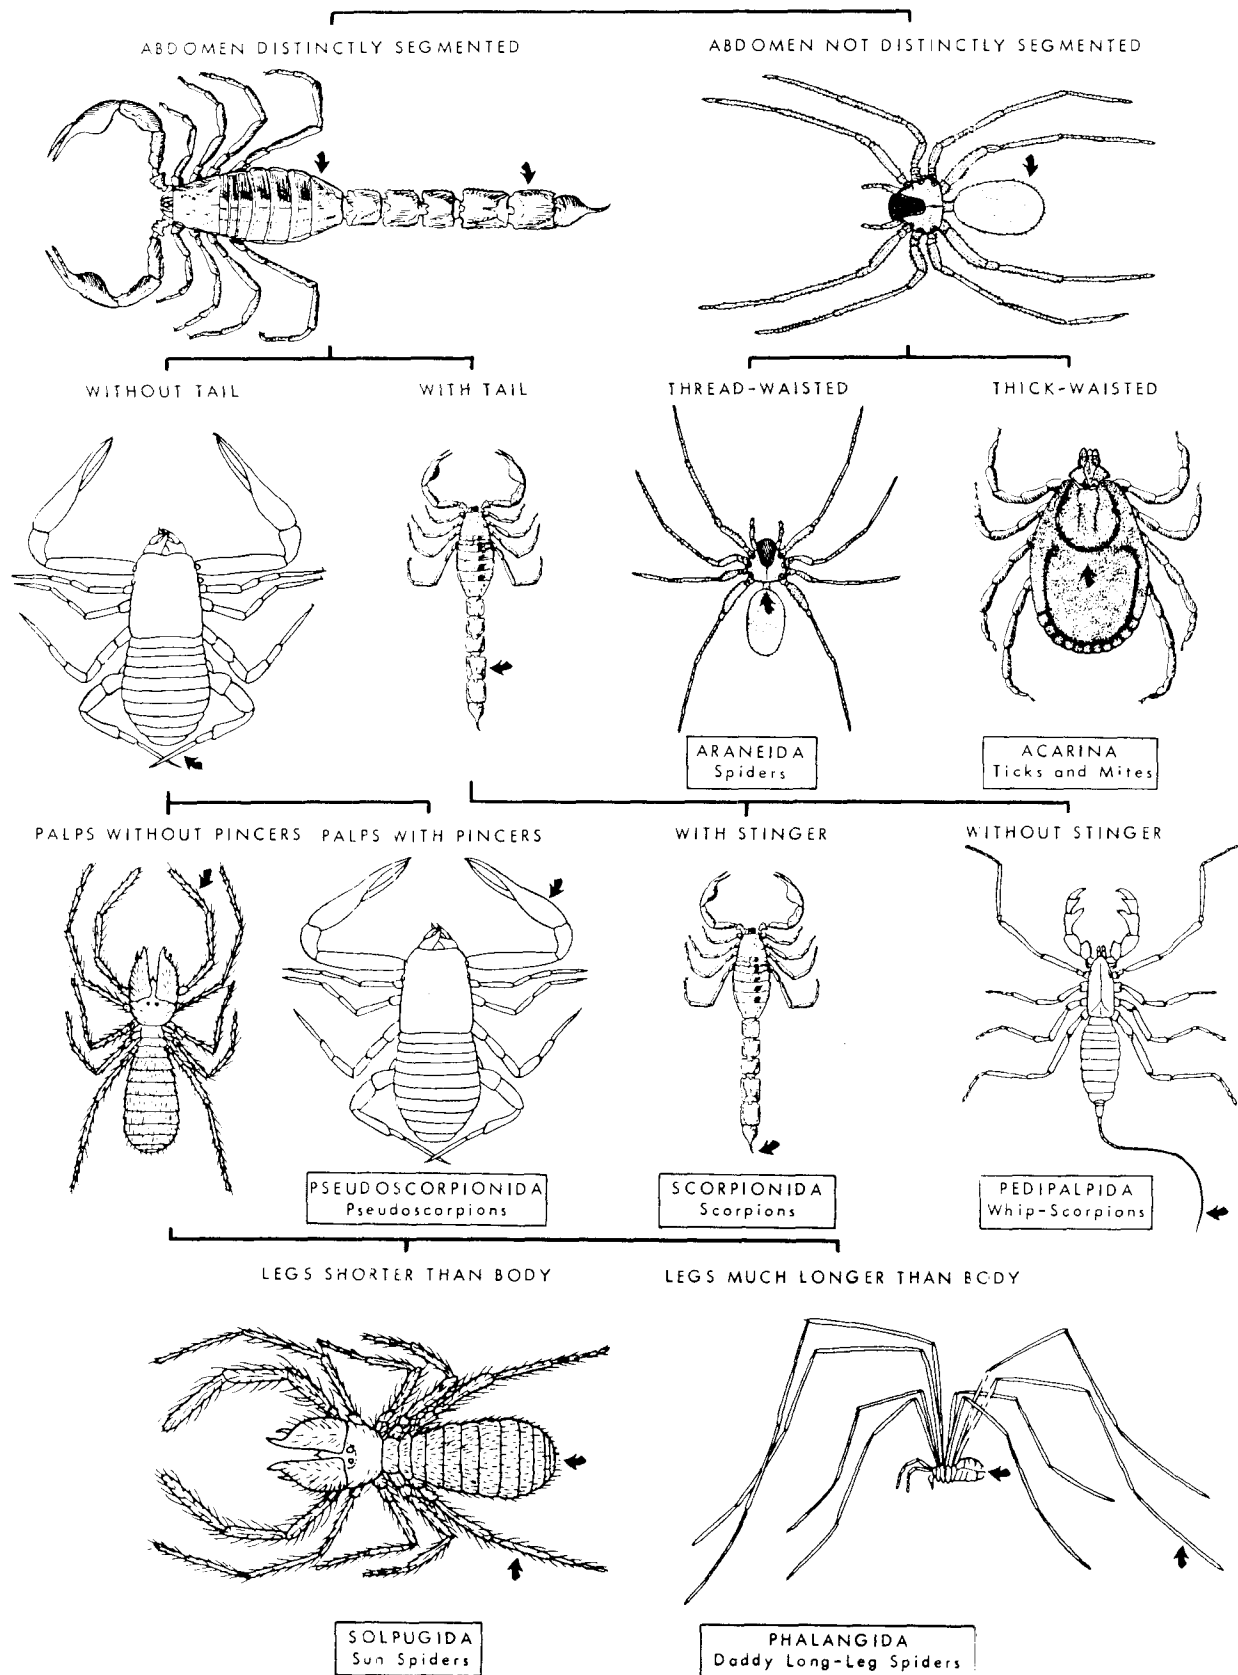 ABDOMEN DISTINCTLY SEGMENTED
ABDOMEN NOT DISTINCTLY SEGMENTED
WITHOUT TAIL
WITH TAIL
THREAD-WAISTED
THICK-WAISTED
ARANEIDA
Spiders
ACARINA
Ticks and Mites
PALPS WITHOUT PINCERS
PALPS WITH PINCERS
WITH STINGER
WITHOUT STINGER
PSEUDOSCORPIONIDA
Pseudoscorpions
SCORPIONIDA
Scorpions
PEDIPALPIDA
Whip-Scorpions
LEGS SHORTER THAN BODY
LEGS MUCH LONGER THAN BODY
SOLPUGIDA
Sun Spiders
PHALANGIDA
Daddy Long-Leg Spiders